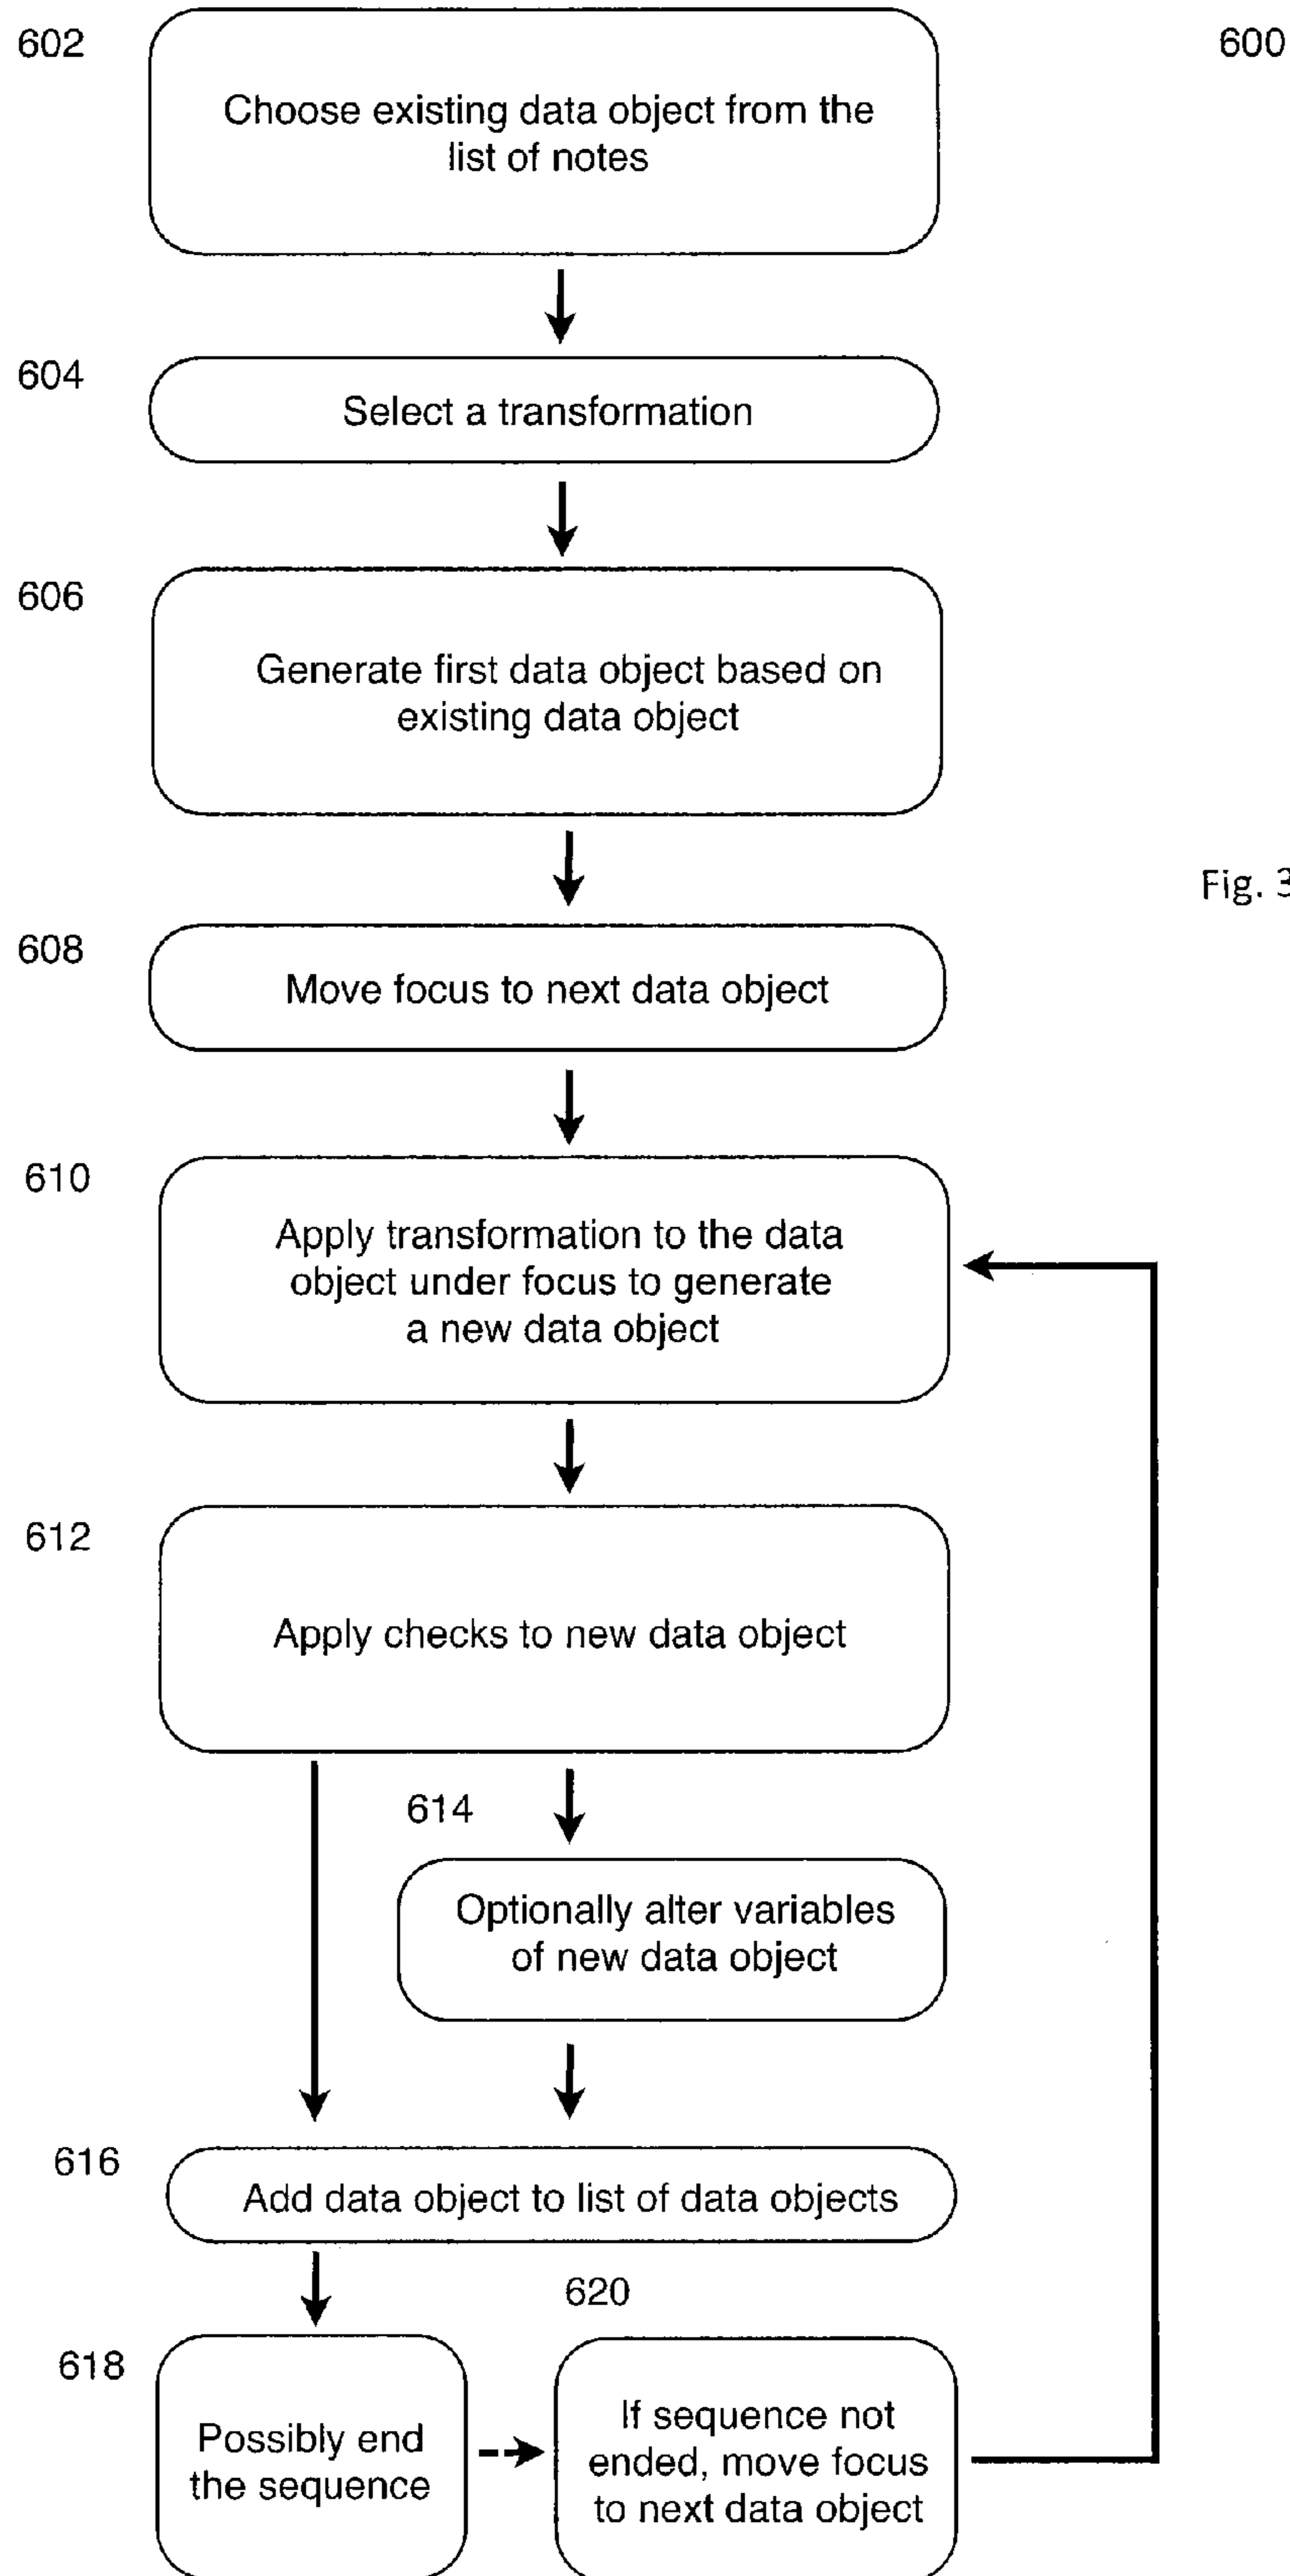 602
600
Choose existing data object from the
list of notes
604
Select a transformation
606
Generate first data object based on
existing data object
Fig. 3
608
Move focus to next data object
610
Apply transformation to the data
object under focus to generate
a new data object
612
Apply checks to new data object
614
Optionally alter variables
of new data object
616
Add data object to list of data objects
620
618
Possibly end
the sequence
If sequence not
ended, move focus
to next data object